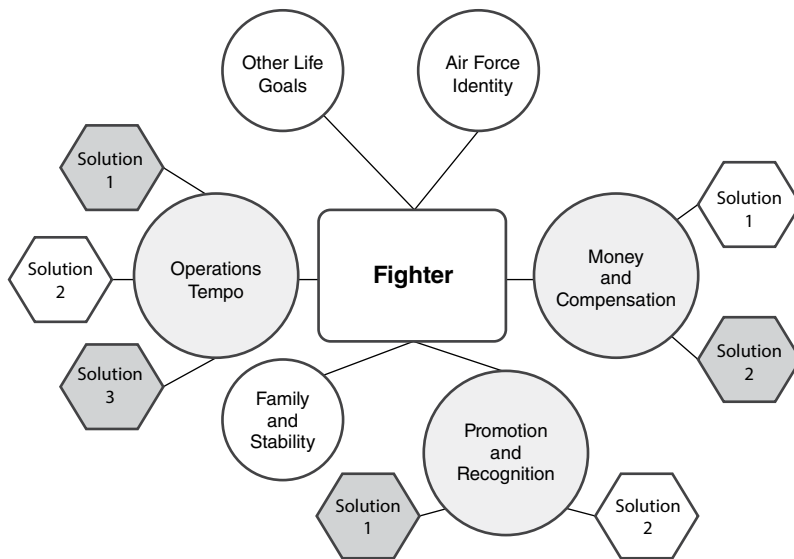 Other Life
Goals
Air Force
Identity
Solution
1
Solution
1
Solution
2
Operations
Tempo
Fighter
Money
and
Compensation
Solution
3
Solution
2
Family
and
Stability
Promotion
and
Recognition
Solution
1
Solution
2